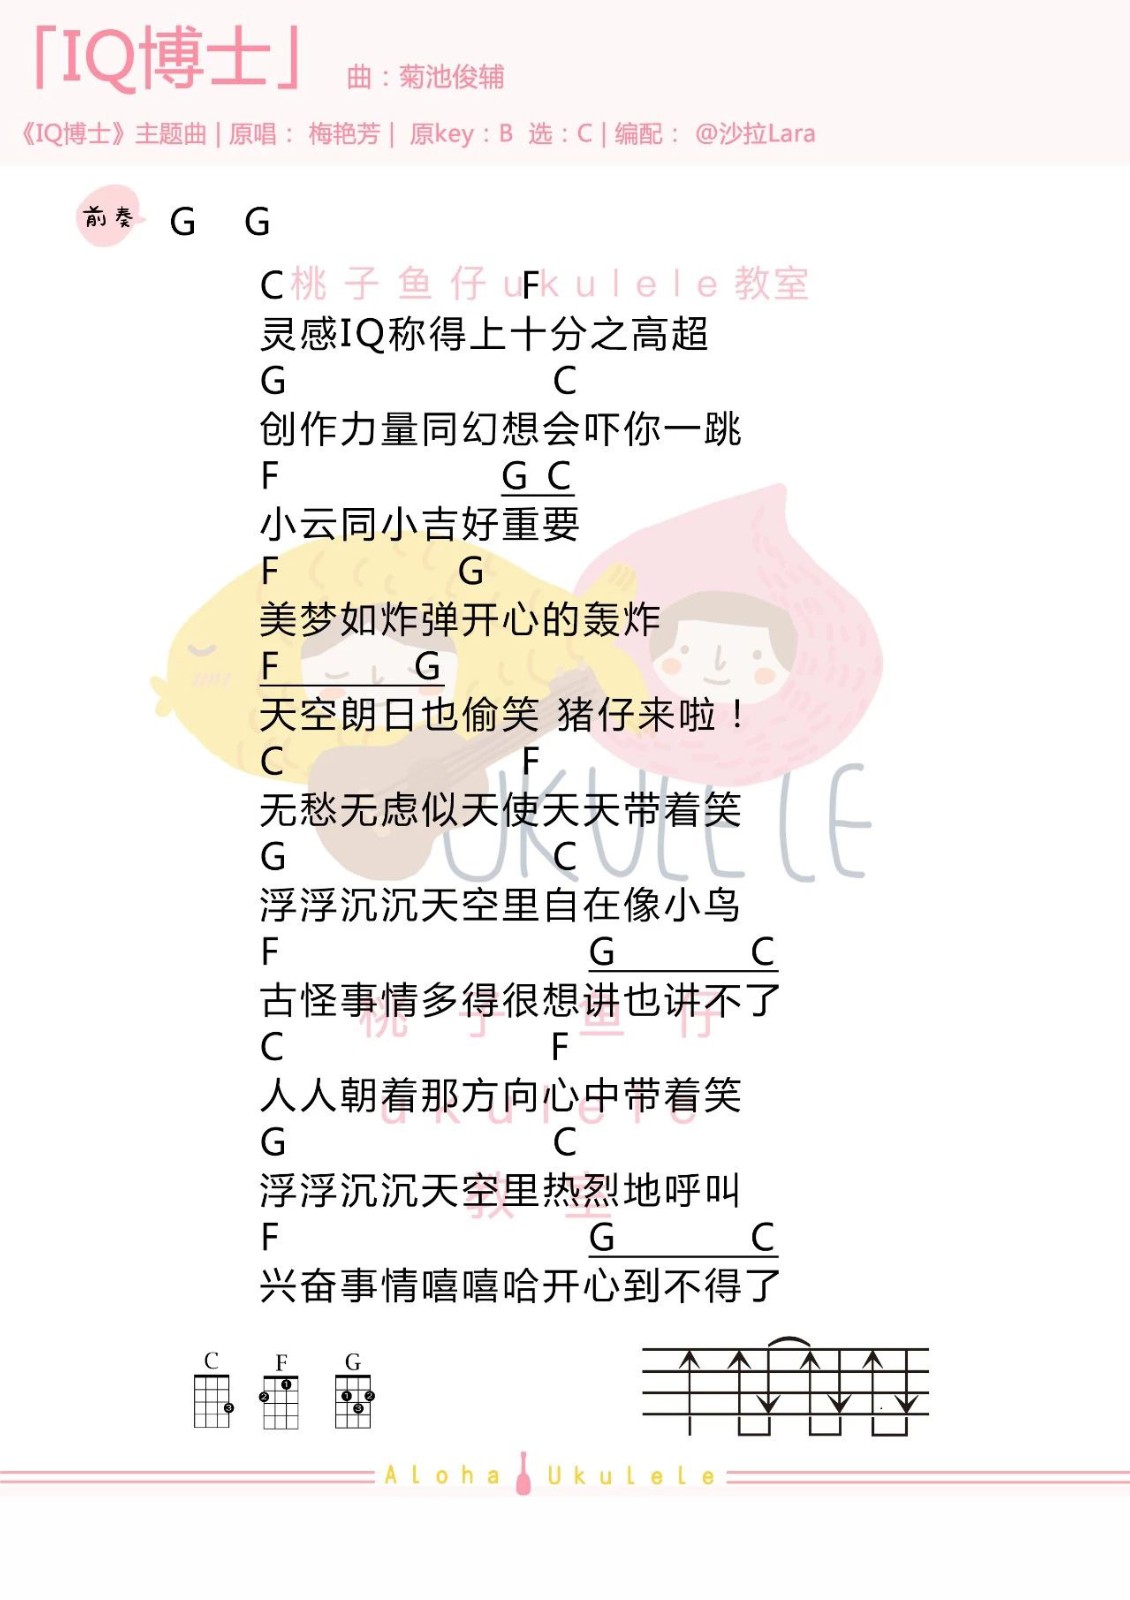 「IQ博士」 曲：菊池俊辅
《IQ博士》主题曲 | 原唱： 梅艳芳 | 原key：B 选：C | 编配： @沙拉Lara
前奏 G G
C F
桃子鱼仔ukulele教室
灵感IQ称得上十分之高超
G C
创作力量同幻想会吓你一跳
F G C
小云同小吉好重要
F G
美梦如炸弹开心的轰炸
F G
天空朗日也偷笑 猪仔来啦！
C F
无愁无虑似天使天天带着笑
UKULELE
G C
浮浮沉沉天空里自在像小鸟
F G C
古怪事情多得很想讲也讲不了
桃子鱼仔
C F
人人朝着那方向心中带着笑
ukulele
G C
浮浮沉沉天空里热烈地呼叫
教室
F G C
兴奋事情嘻嘻哈开心到不得了
C F G
3 2 1 1 2 3
Aloha Ukulele